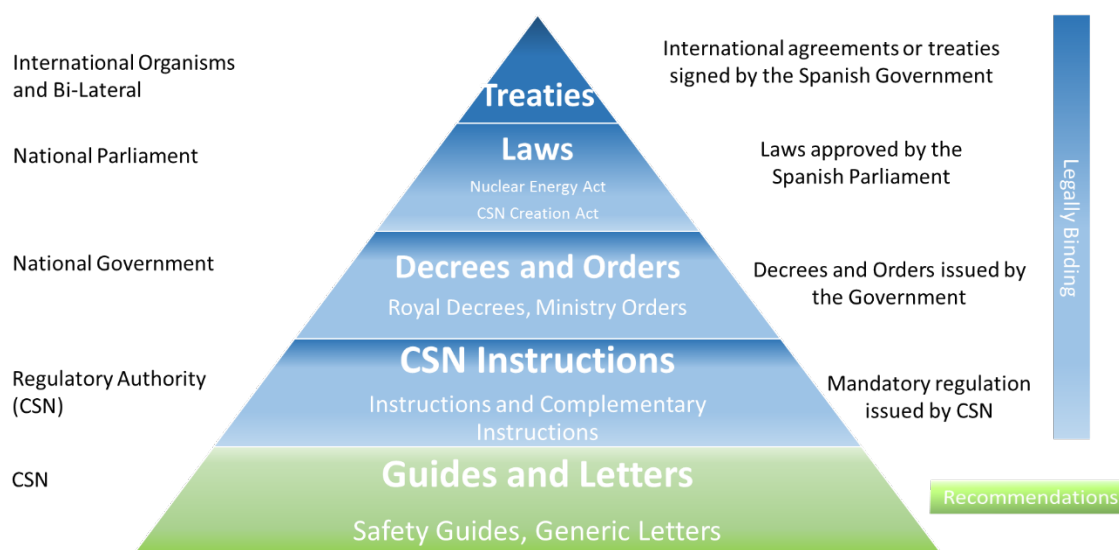 International Organisms
and Bi-Lateral
Treaties
International agreements or treaties
signed by the Spanish Government
National Parliament
Laws
Nuclear Energy Act
CSN Creation Act
Laws approved by the
Spanish Parliament
National Government
Decrees and Orders
Royal Decrees, Ministry Orders
Decrees and Orders issued by
the Government
Regulatory Authority
(CSN)
CSN Instructions
Instructions and Complementary
Instructions
Mandatory regulation
issued by CSN
Legally Binding
CSN
Guides and Letters
Safety Guides, Generic Letters
Recommendations